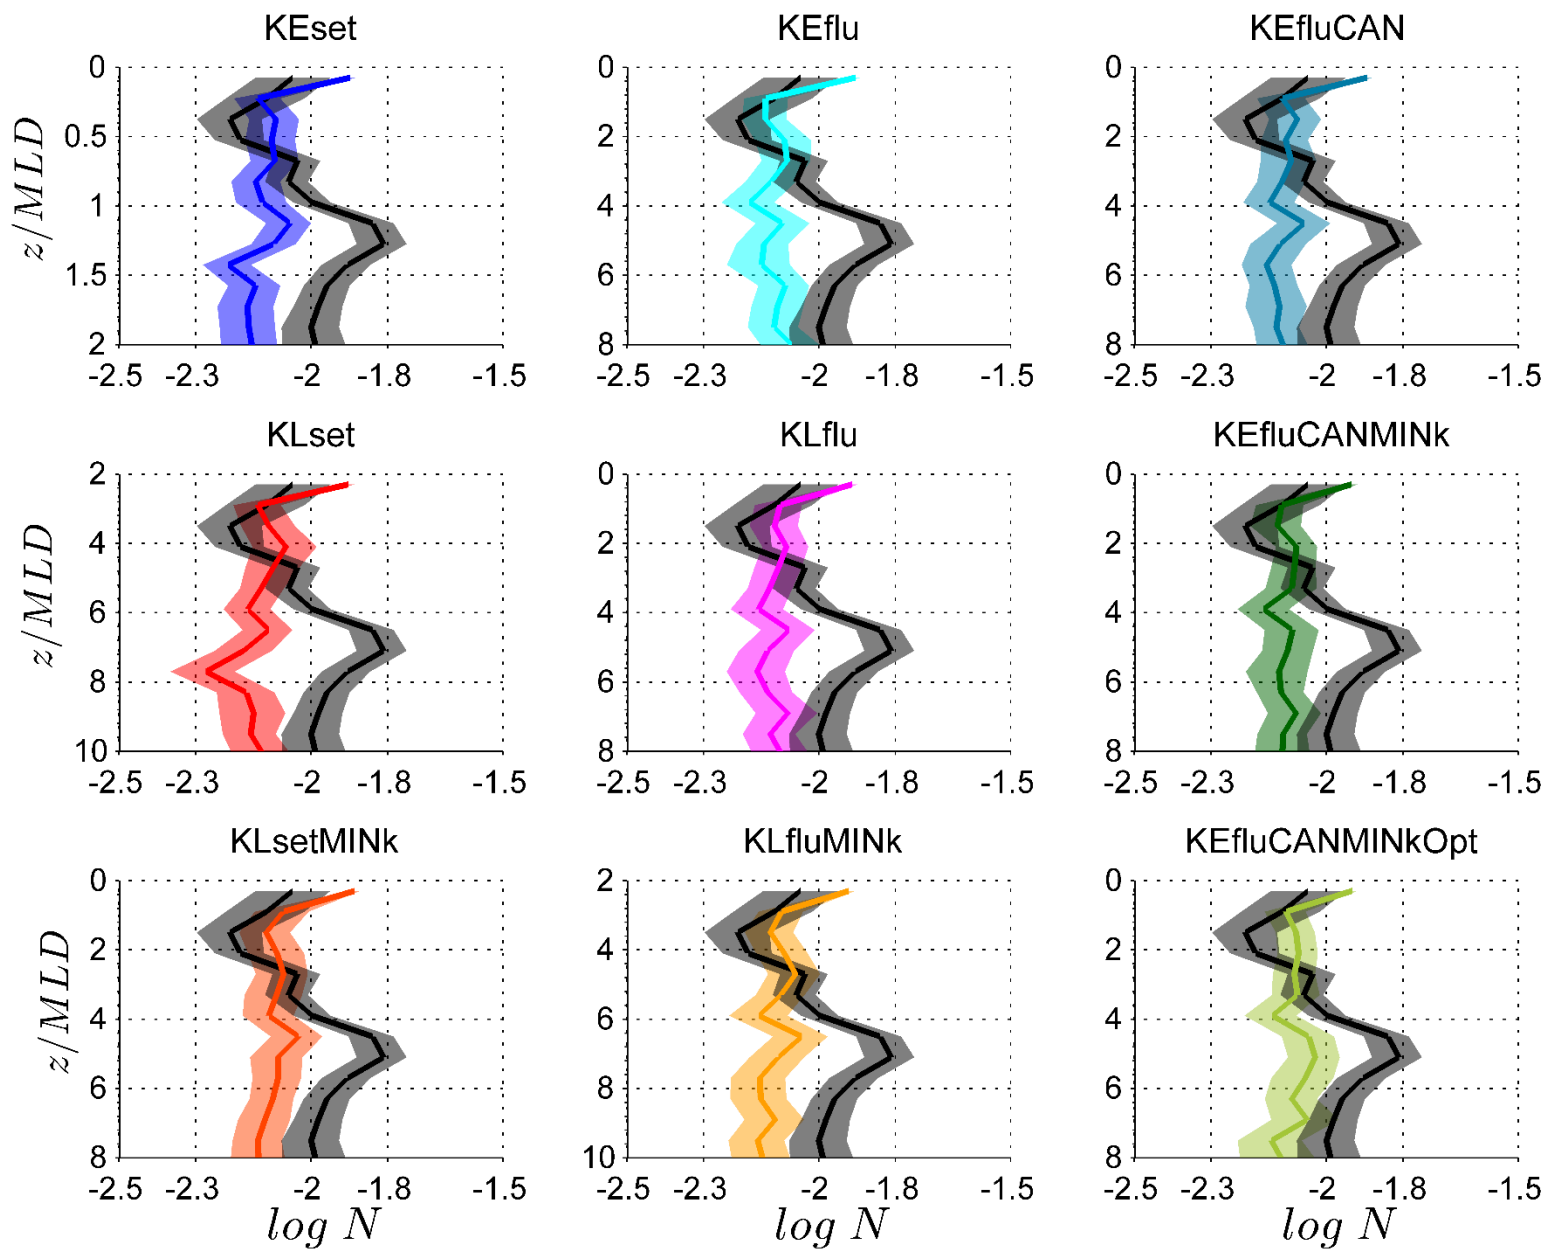 KEset KEflu KEfluCAN
0 0 0
0.5 2 2
z/MLD
1 4 4
1.5 6 6
2 8 8
-2.5 -2.3 -2 -1.8 -1.5 -2.5 -2.3 -2 -1.8 -1.5 -2.5 -2.3 -2 -1.8 -1.5
KLset KLflu KEfluCANMINk
2 0 0
4 2 2
z/MLD
6 4 4
8 6 6
10 8 8
-2.5 -2.3 -2 -1.8 -1.5 -2.5 -2.3 -2 -1.8 -1.5 -2.5 -2.3 -2 -1.8 -1.5
KLsetMINk KLfluMINk KEfluCANMINkOpt
0 2 0
2 4 2
z/MLD
4 6 4
6 8 6
8 10 8
-2.5 -2.3 -2 -1.8 -1.5 -2.5 -2.3 -2 -1.8 -1.5 -2.5 -2.3 -2 -1.8 -1.5
log N log N log N